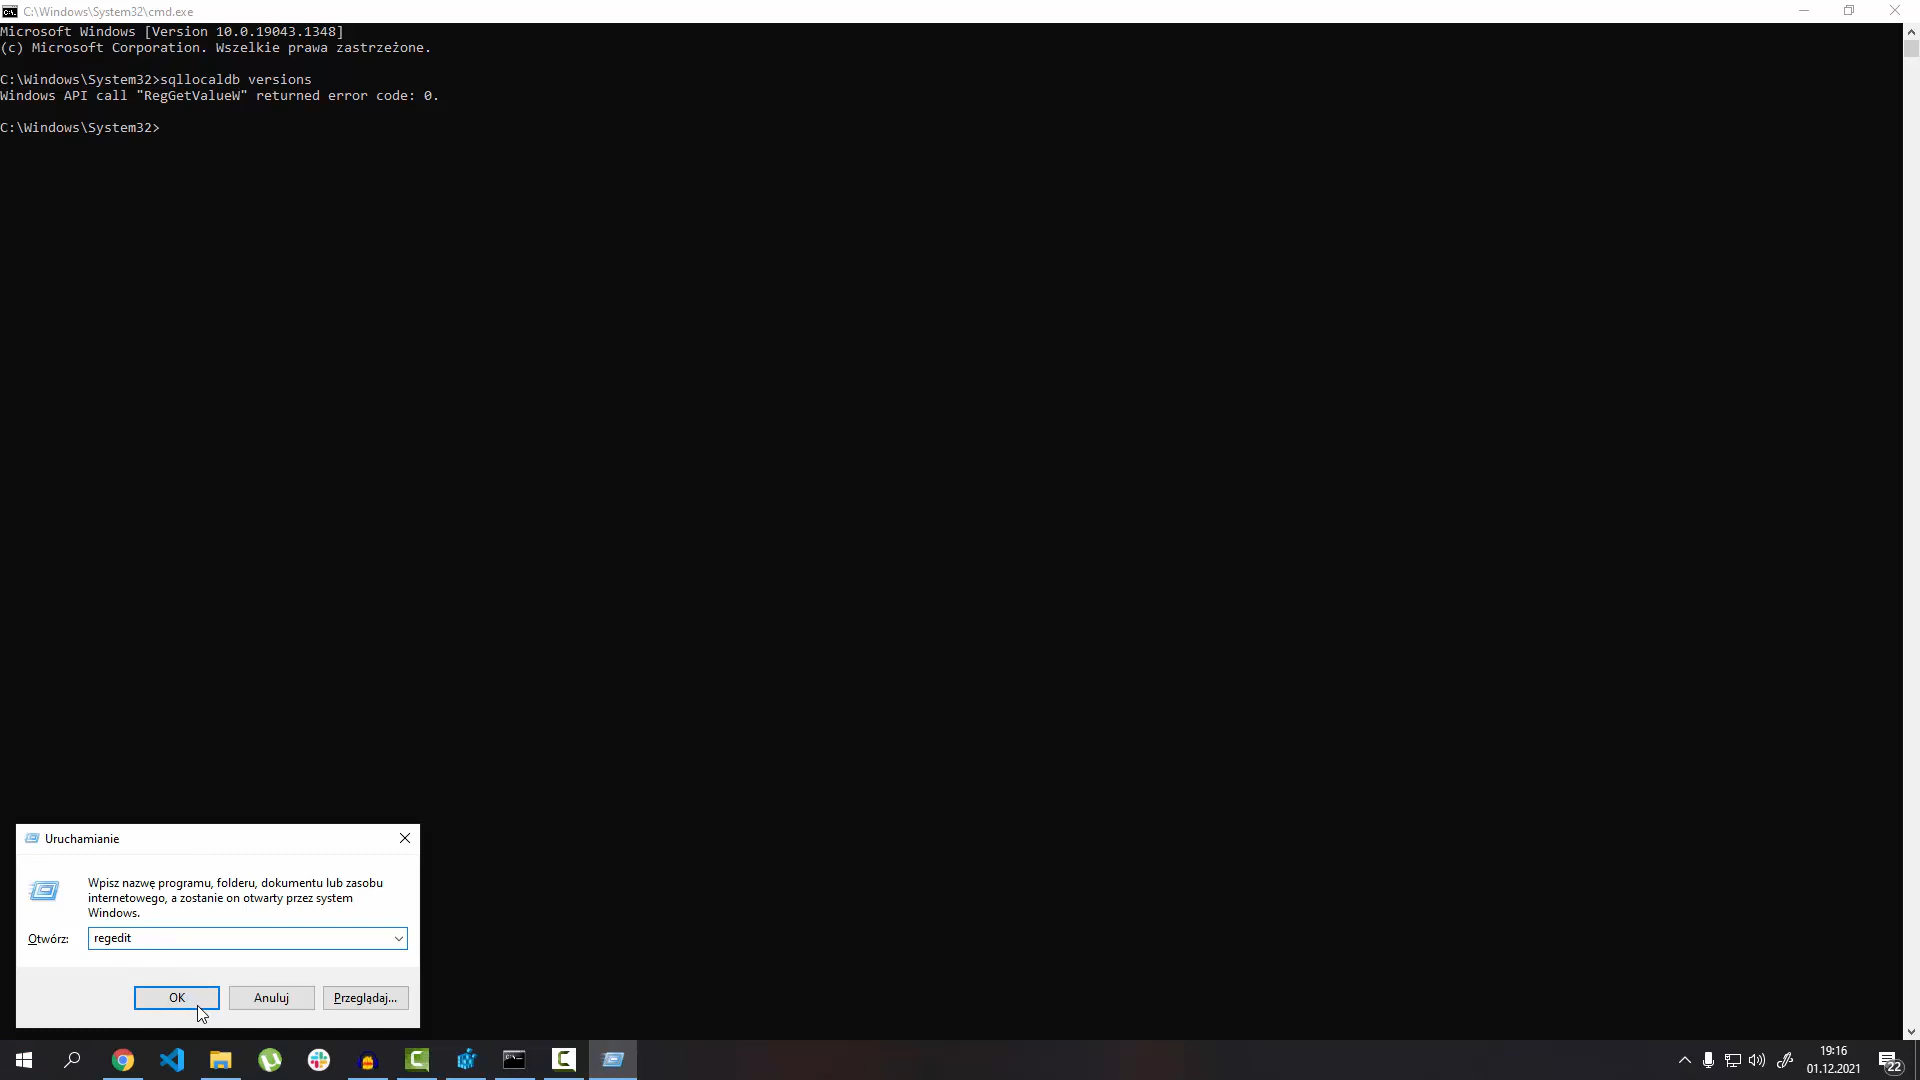 C:\Windows\System32\cmd.exe
Microsoft Windows [Version 10.0.19043.1348]
(c) Microsoft Corporation. Wszelkie prawa zastrzeżone.
C:\Windows\System32>sqllocaldb versions
Windows API call "RegGetValueW" returned error code: 0.
C:\Windows\System32>
Uruchamianie
Wpisz nazwę programu, folderu, dokumentu lub zasobu
internetowego, a zostanie on otwarty przez system
Windows.
Otwórz: regedit
OK Anuluj Przeglądaj...
19:16
01.12.2021
22